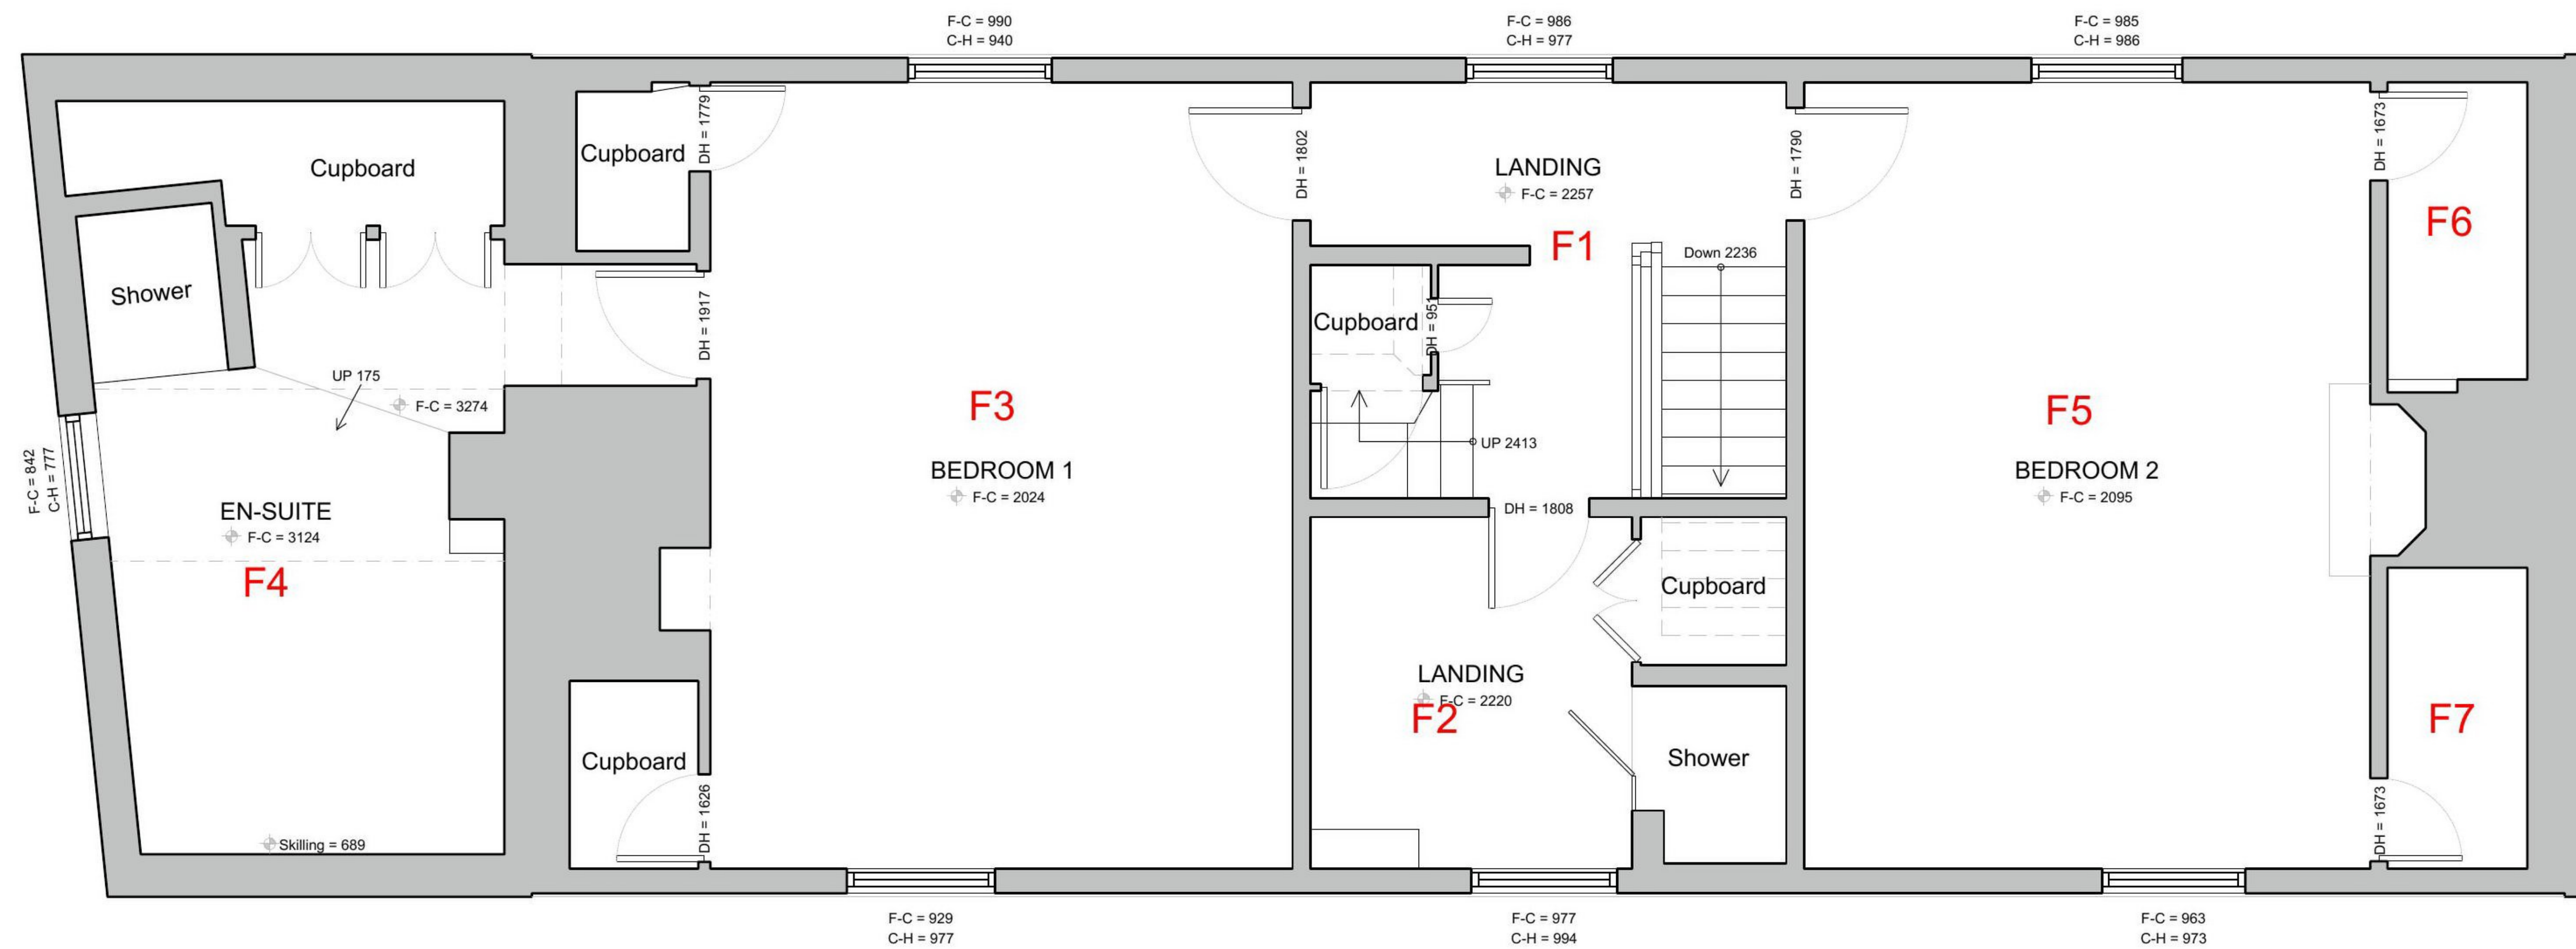 F-C = 990
C-H = 940
F-C = 986
C-H = 977
F-C = 985
C-H = 986
DH = 1779
Cupboard
Cupboard
DH = 1802
LANDING
F-C = 2257
F1
DH = 1790
DH = 1673
F6
Shower
DH = 1917
Down 2236
Cupboard
DH = 951
UP 175
F-C = 3274
F3
BEDROOM 1
F-C = 2024
UP 2413
F5
BEDROOM 2
F-C = 2095
F-C = 842
C-H = 777
EN-SUITE
F-C = 3124
F4
DH = 1808
Cupboard
LANDING
F-C = 2220
F2
Shower
F7
Cupboard
DH = 1626
DH = 1673
Skilling = 689
F-C = 929
C-H = 977
F-C = 977
C-H = 994
F-C = 963
C-H = 973